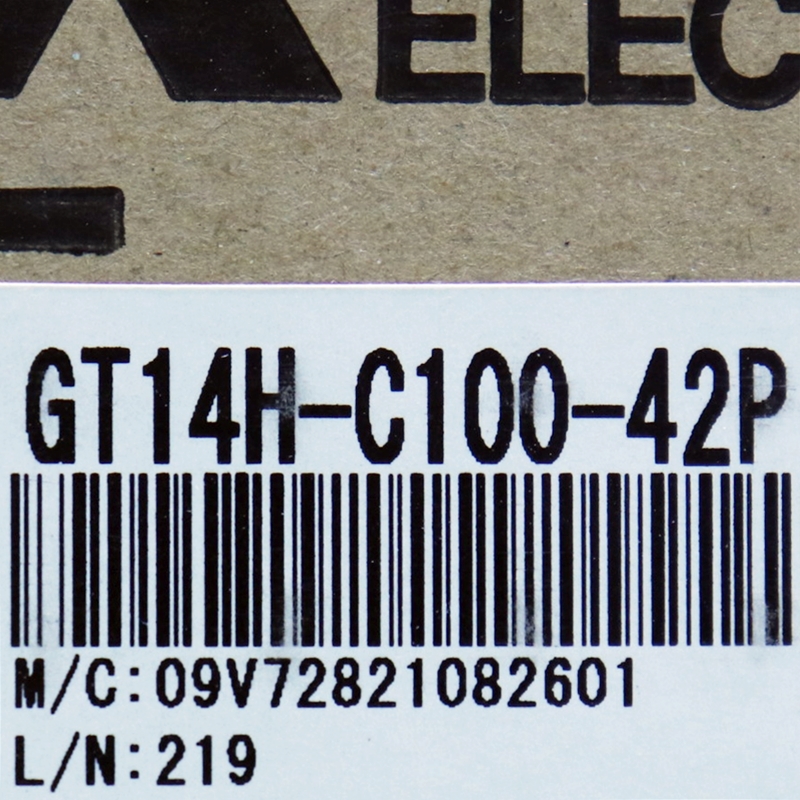 ELEC
GT14H-C100-42P
M/C:09V72821082601
L/N:219